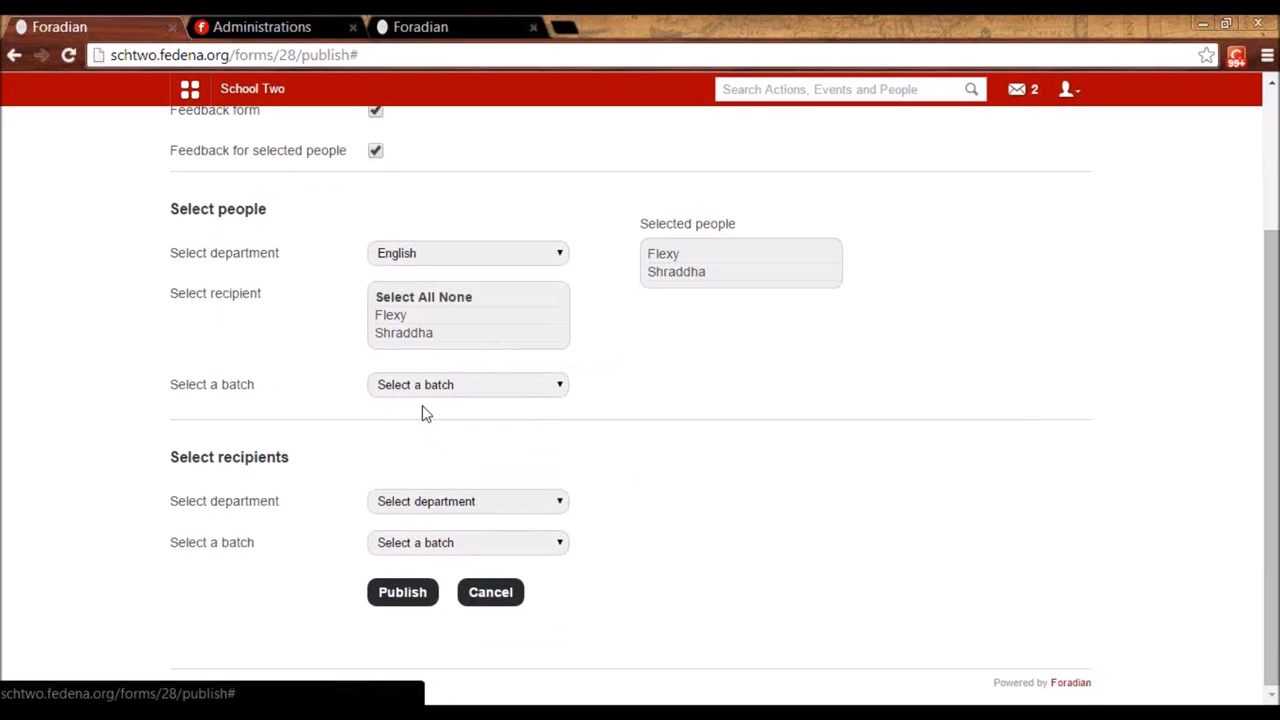 Foradian
Administrations
Foradian
schtwo.fedena.org/forms/28/publish#
99+
School Two
Search Actions, Events and People
2
Feedback form
Feedback for selected people
Select people
Selected people
Select department
English
Flexy
Shraddha
Select recipient
Select All None
Flexy
Shraddha
Select a batch
Select a batch
Select recipients
Select department
Select department
Select a batch
Select a batch
Publish
Cancel
Powered by Foradian
schtwo.fedena.org/forms/28/publish#